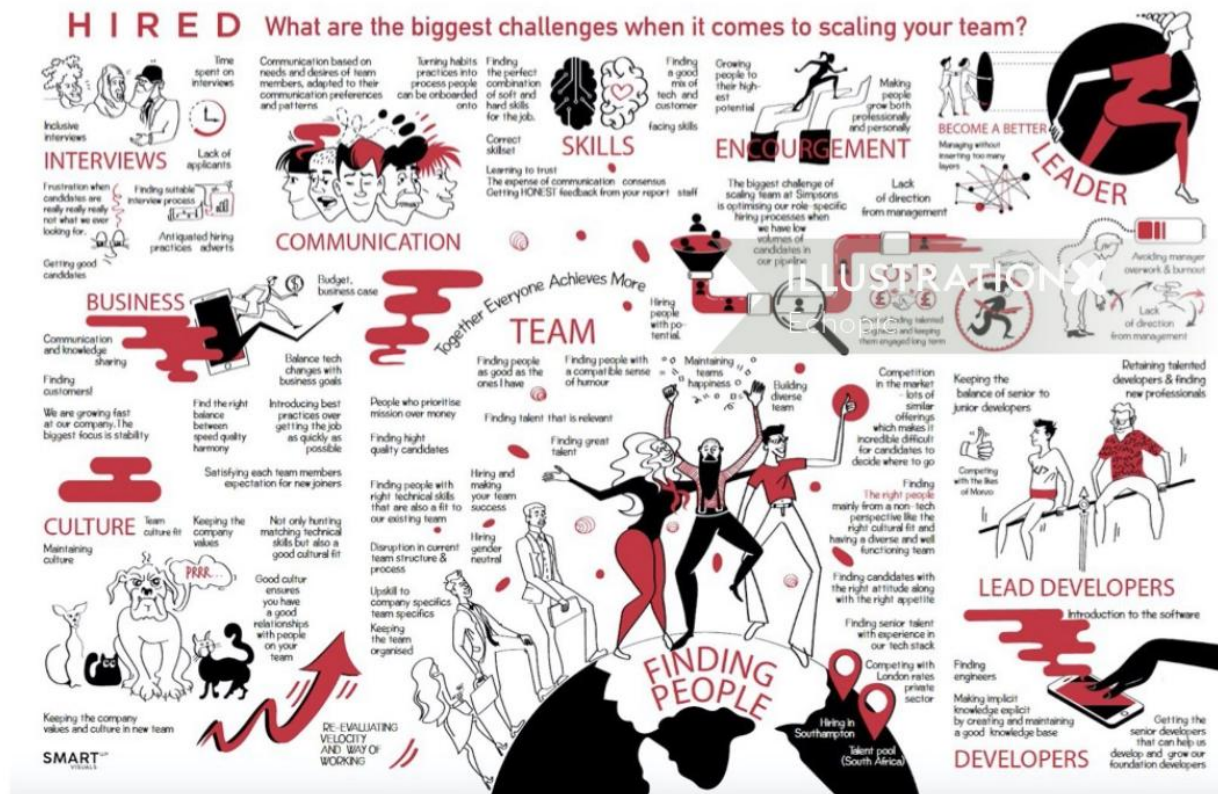 HIRED What are the biggest challenges when it comes to scaling your team?
Time
spent on
interviews
Inclusive
interviews
INTERVIEWS
Lack of
applicants
Frustration when
candidates are
really really really
not what we ever
looking for.
Finding suitable
interview process
Antiquated hiring
practices adverts
Getting good
candidates
Communication based on
needs and desires of team
members, adapted to their
communication preferences
and patterns
Turning habits
practices into
process people
can be onboarded
onto
COMMUNICATION
Finding
the perfect
combination
of soft and
hard skills
for the job.
Correct
skillset
SKILLS
Finding
a good
mix of
tech and
customer
facing skills
Learning to trust
The expense of communication consensus
Getting HONEST feedback from your report staff
Growing
people to
their high-
est
potential
Making
people
grow both
professionally
and personally
ENCOURGEMENT
The biggest challenge of
scaling team at Simpsons
is optimising our role-specific
hiring processes when
we have low
volumes of
candidates in
our pipeline
Lack
of direction
from management
BECOME A BETTER
LEADER
Managing without
inserting too many
layers
Avoiding manager
overwork & burnout
Lack
of direction
from management
ILLUSTRATIONX
Echopic
them engaged long term
BUSINESS
Budget,
business case
Communication
and knowledge
sharing
Finding
customers!
We are growing fast
at our company. The
biggest focus is stability
Balance tech
changes with
business goals
Find the right
balance
between
speed quality
harmony
Introducing best
practices over
getting the job
as quickly as
possible
Satisfying each team members
expectation for new joiners
Together Everyone Achieves More
TEAM
Hiring
people
with po-
tential
Finding people
as good as the
ones I have
Finding people with
a compatible sense
of humour
Maintaining
teams
happiness
Building
diverse
team
People who prioritise
mission over money
Finding talent that is relevant
Finding hight
quality candidates
Finding great
talent
Finding people with
right technical skills
that are also a fit to
our existing team
Hiring and
making
your team
success
Hiring
gender
neutral
Disruption in current
team structure &
process
Upskill to
company specifics
team specifics
Keeping
the team
organised
CULTURE
Team
culture fit
Keeping the
company
values
Not only hunting
matching technical
skills but also a
good cultural fit
Maintaining
culture
PRRR...
Good cultur
ensures
you have
a good
relationships
with people
on your
team
Keeping the company
values and culture in new team
RE-EVALUATING
VELOCITY
AND WAY OF
WORKING
SMART UP
VISUALS
Competition
in the market
- lots of
similar
offerings
which makes it
incredible difficult
for candidates to
decide where to go
Finding
The right people
mainly from a non-tech
perspective like the
right cultural fit and
having a diverse and well
functioning team
Finding candidates with
the right attitude along
with the right appetite
Finding senior talent
with experience in
our tech stack
Competing with
London rates
private
sector
FINDING
PEOPLE
Hiring in
Southampton
Talent pool
(South Africa)
Keeping the
balance of senior to
junior developers
Retaining talented
developers & finding
new professionals
Competing
with the likes
of Monzo
LEAD DEVELOPERS
Introduction to the software
Finding
engineers
Making implicit
knowledge explicit
by creating and maintaining
a good knowledge base
DEVELOPERS
Getting the
senior developers
that can help us
develop and grow our
foundation developers